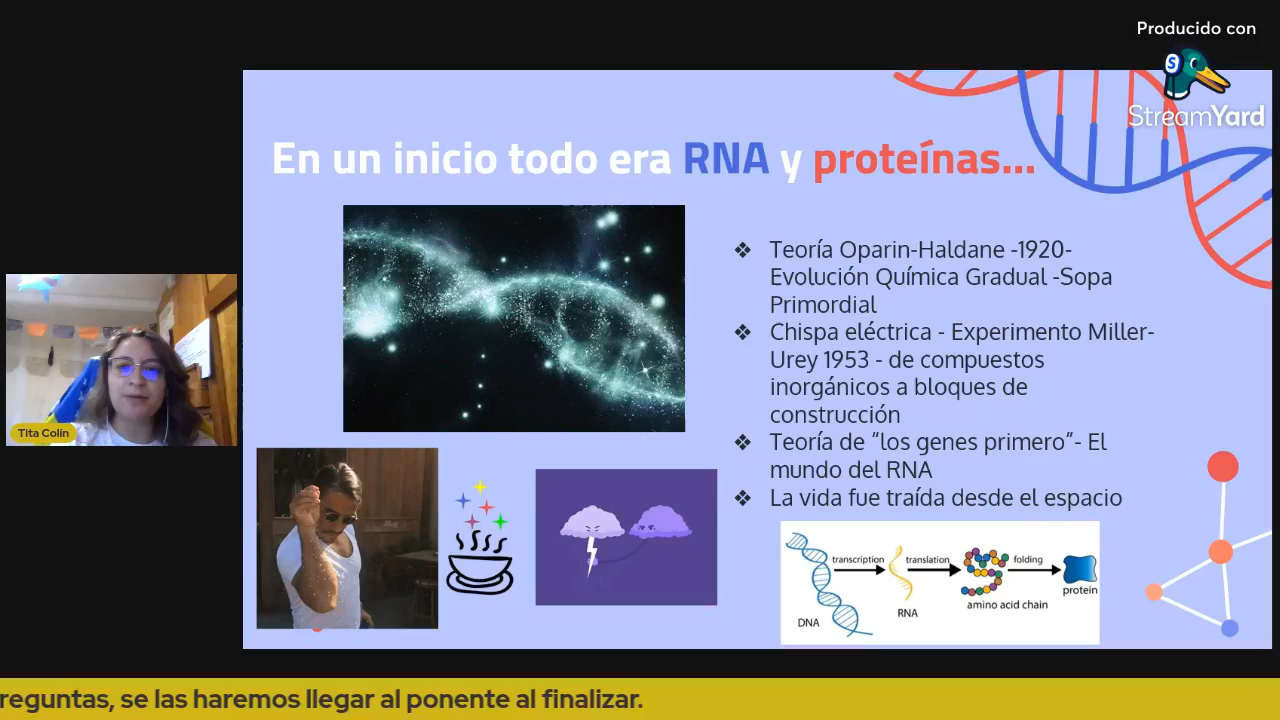 Producido con
StreamYard
En un inicio todo era RNA y proteínas...
❖ Teoría Oparin-Haldane -1920-
Evolución Química Gradual -Sopa
Primordial
❖ Chispa eléctrica - Experimento Miller-
Urey 1953 - de compuestos
inorgánicos a bloques de
construcción
❖ Teoría de “los genes primero”- El
mundo del RNA
❖ La vida fue traída desde el espacio
transcription
translation
folding
DNA
RNA
amino acid chain
protein
Tita Colín
reguntas, se las haremos llegar al ponente al finalizar.